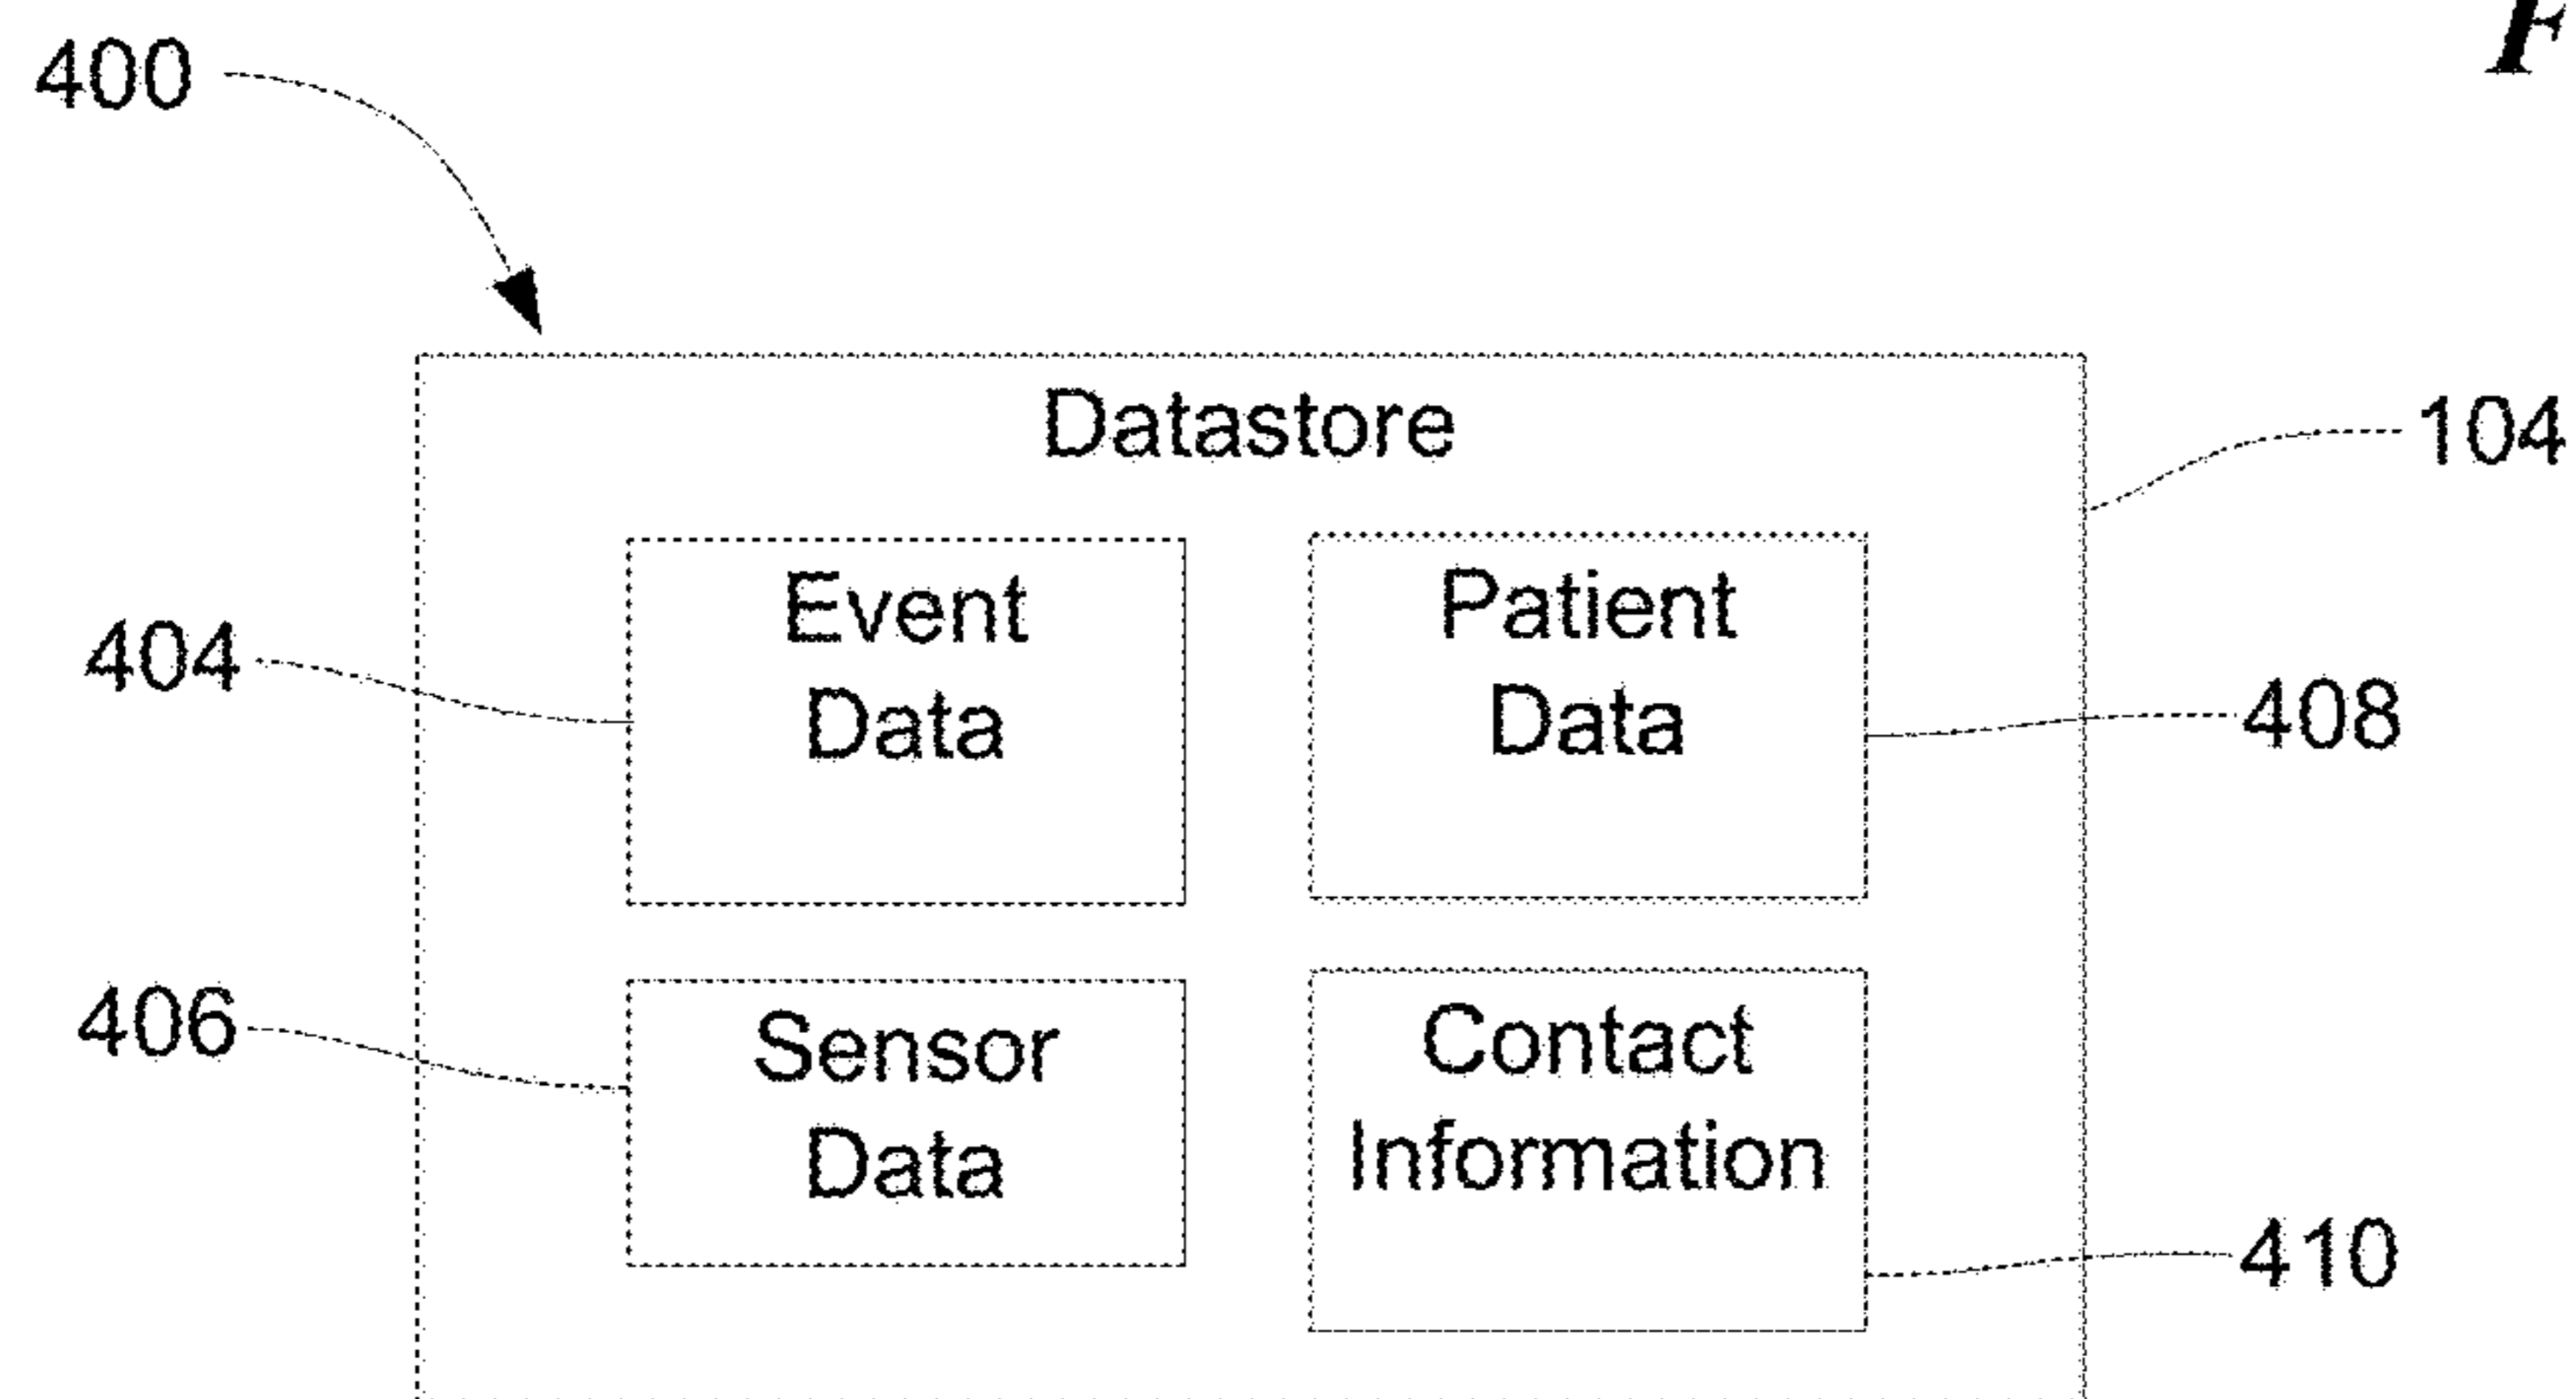 F
400
Datastore
104
Event
Data
404
Patient
Data
408
Sensor
Data
406
Contact
Information
410